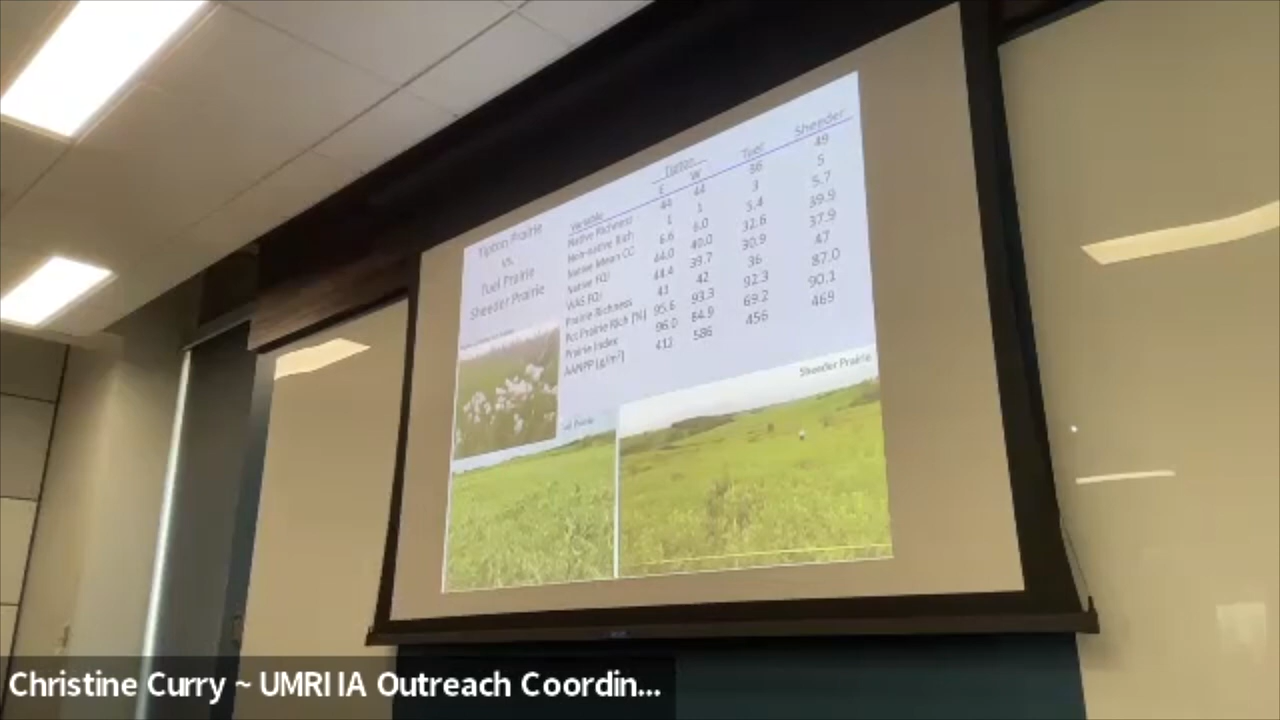 Tipton Prairie
vs.
Tuel Prairie
Sheeder Prairie
Tipton Tuel Sheeder
Variable E W
Native Richness 44 44 36 49
Non-native Rich 1 1 3 5
Native Mean CC 6.6 6.0 5.4 5.7
Native FQI 44.0 40.0 32.6 39.9
FQI 44.4 39.7 30.9 37.9
Prairie Richness 41 42 36 47
Pct Prairie Rich (%) 95.6 93.3 92.3 87.0
Prairie Index 96.0 84.9 69.2 90.1
AANPP (g/m²) 412 586 456 469
Tuel Prairie
Sheeder Prairie
Christine Curry ~ UMRI IA Outreach Coordin...